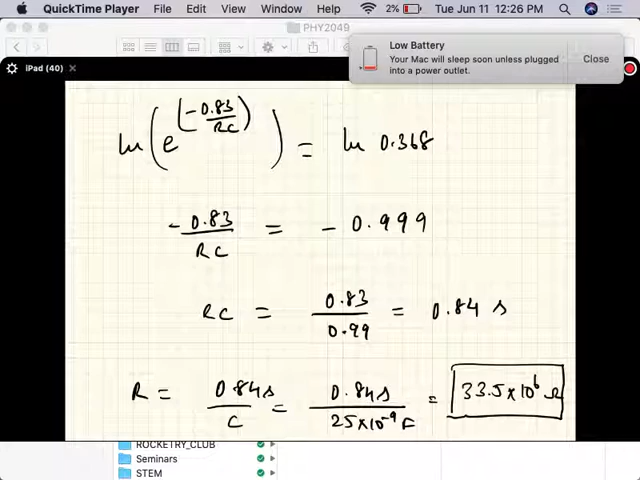 QuickTime Player File Edit View Window Help 2% Tue Jun 11 12:26 PM
PHY2049
Low Battery
Your Mac will sleep soon unless plugged
into a power outlet.
Close
iPad (40) ×
ln(e^(-0.83/RC)) = ln 0.368
-0.83/RC = -0.999
RC = 0.83/0.99 = 0.84 s
R = 0.84s/C = 0.84s/25×10^-9 F = 33.5×10^6 Ω
ROCKETRY_CLUB
Seminars
STEM